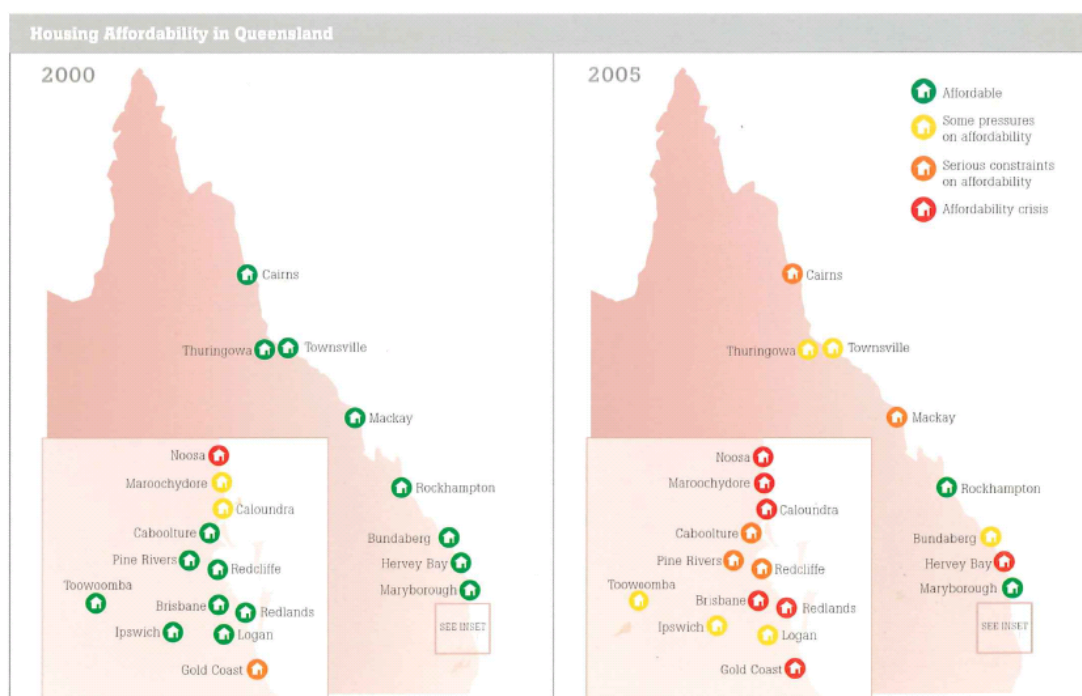 Housing Affordability in Queensland
2000
Cairns
Thuringowa
Townsville
Mackay
Noosa
Maroochydore
Caloundra
Rockhampton
Caboolture
Bundaberg
Pine Rivers
Redcliffe
Hervey Bay
Toowoomba
Maryborough
Brisbane
Redlands
Ipswich
Logan
SEE INSET
Gold Coast
2005
Affordable
Some pressures
on affordability
Serious constraints
on affordability
Affordability crisis
Cairns
Thuringowa
Townsville
Mackay
Noosa
Maroochydore
Caloundra
Rockhampton
Caboolture
Bundaberg
Pine Rivers
Redcliffe
Hervey Bay
Toowoomba
Maryborough
Brisbane
Redlands
Ipswich
Logan
SEE INSET
Gold Coast